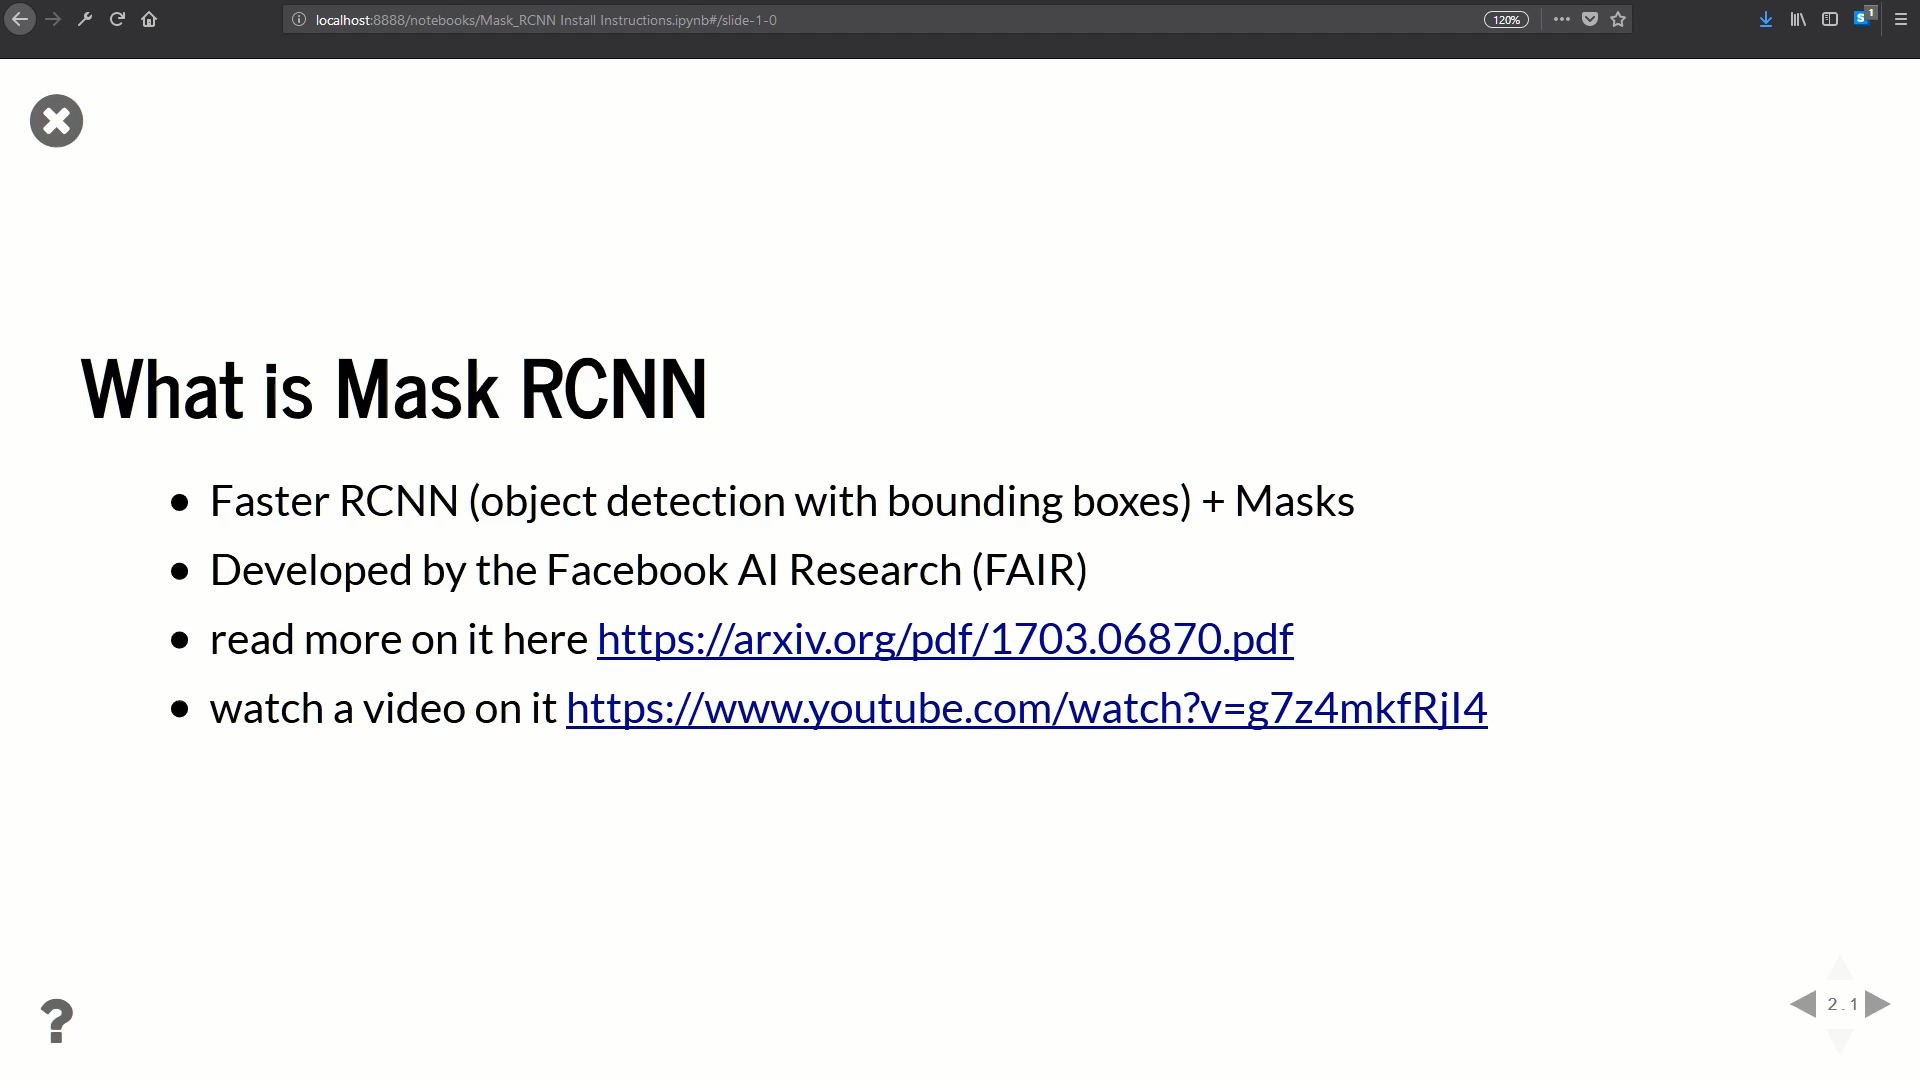 localhost:8888/notebooks/Mask_RCNN Install Instructions.ipynb#/slide-1-0
120%
S 1
What is Mask RCNN
Faster RCNN (object detection with bounding boxes) + Masks
Developed by the Facebook AI Research (FAIR)
read more on it here https://arxiv.org/pdf/1703.06870.pdf
watch a video on it https://www.youtube.com/watch?v=g7z4mkfRjI4
?
2.1